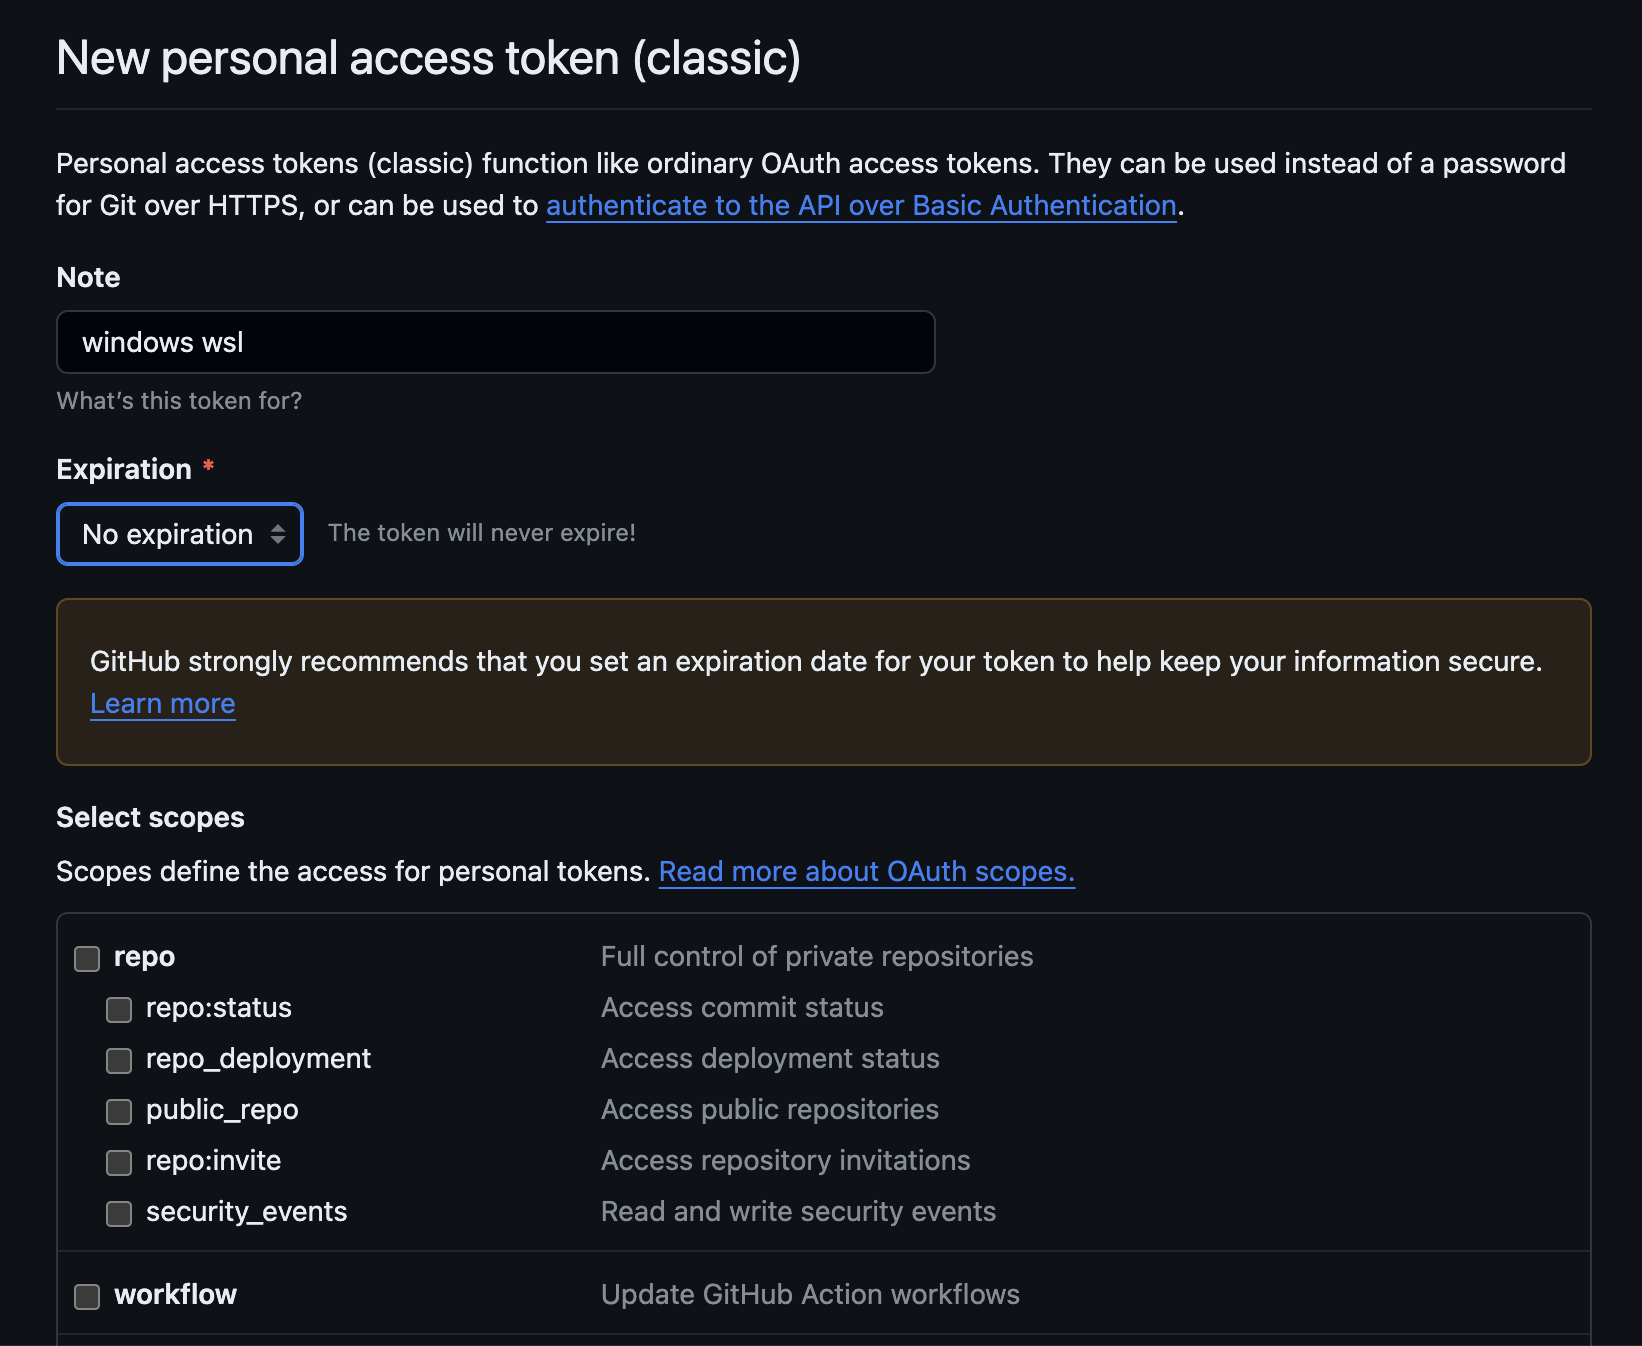 New personal access token (classic)
Personal access tokens (classic) function like ordinary OAuth access tokens. They can be used instead of a password
for Git over HTTPS, or can be used to authenticate to the API over Basic Authentication.
Note
windows wsl
What's this token for?
Expiration *
No expiration The token will never expire!
GitHub strongly recommends that you set an expiration date for your token to help keep your information secure.
Learn more
Select scopes
Scopes define the access for personal tokens. Read more about OAuth scopes.
repo Full control of private repositories
repo:status Access commit status
repo_deployment Access deployment status
public_repo Access public repositories
repo:invite Access repository invitations
security_events Read and write security events
workflow Update GitHub Action workflows